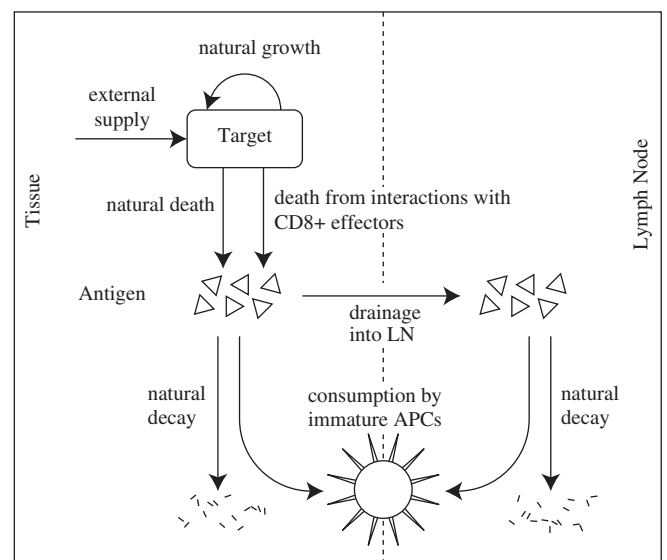 natural growth
external
supply
Target
Tissue
Lymph Node
natural death
death from interactions with
CD8+ effectors
Antigen
drainage
into LN
natural
decay
consumption by
immature APCs
natural
decay